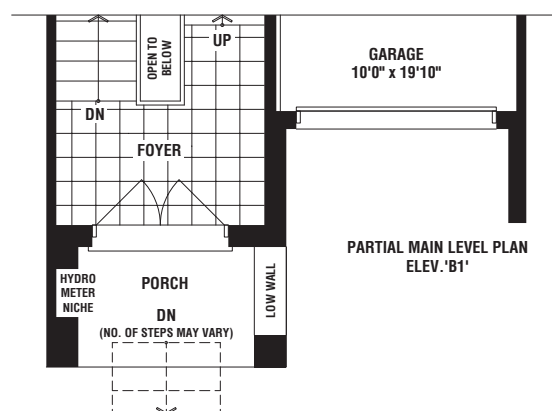 OPEN TO
BELOW
UP
DN
FOYER
GARAGE
10'0" x 19'10"
PARTIAL MAIN LEVEL PLAN
ELEV.'B1'
HYDRO
METER
NICHE
PORCH
DN
(NO. OF STEPS MAY VARY)
LOW WALL